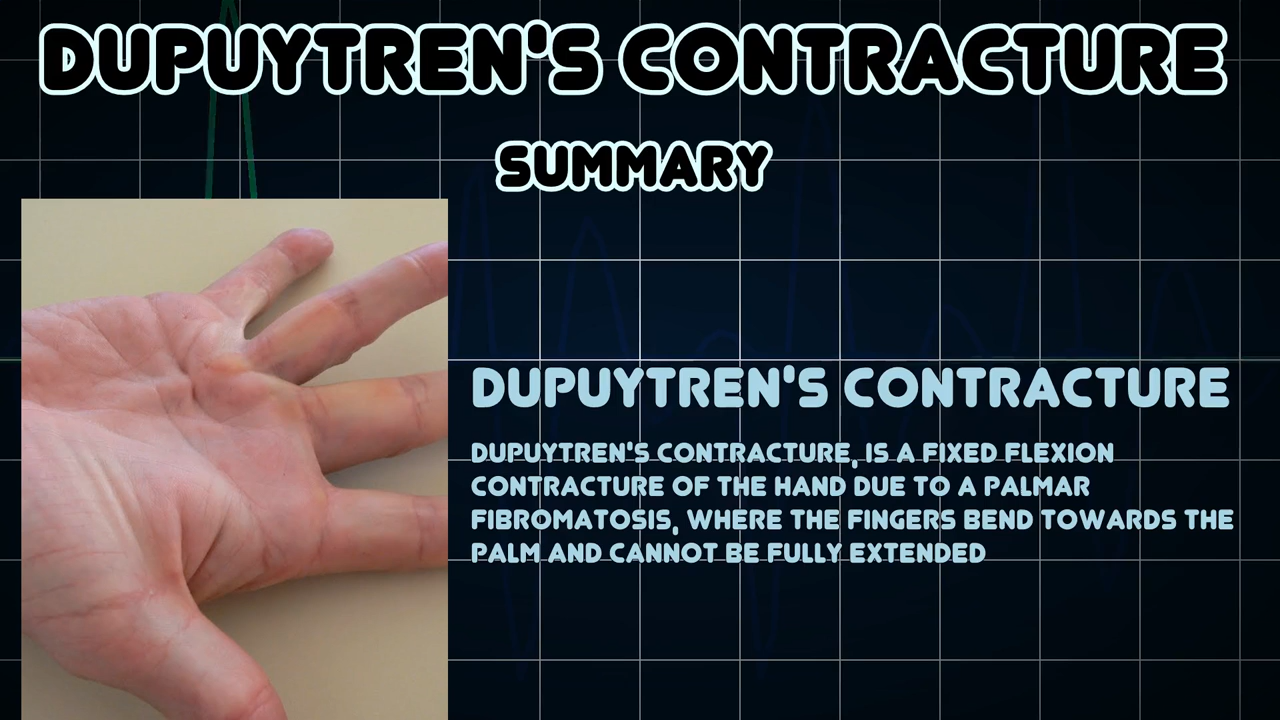 DUPUYTREN'S CONTRACTURE
SUMMARY
DUPUYTREN'S CONTRACTURE
DUPUYTREN'S CONTRACTURE, IS A FIXED FLEXION
CONTRACTURE OF THE HAND DUE TO A PALMAR
FIBROMATOSIS, WHERE THE FINGERS BEND TOWARDS THE
PALM AND CANNOT BE FULLY EXTENDED